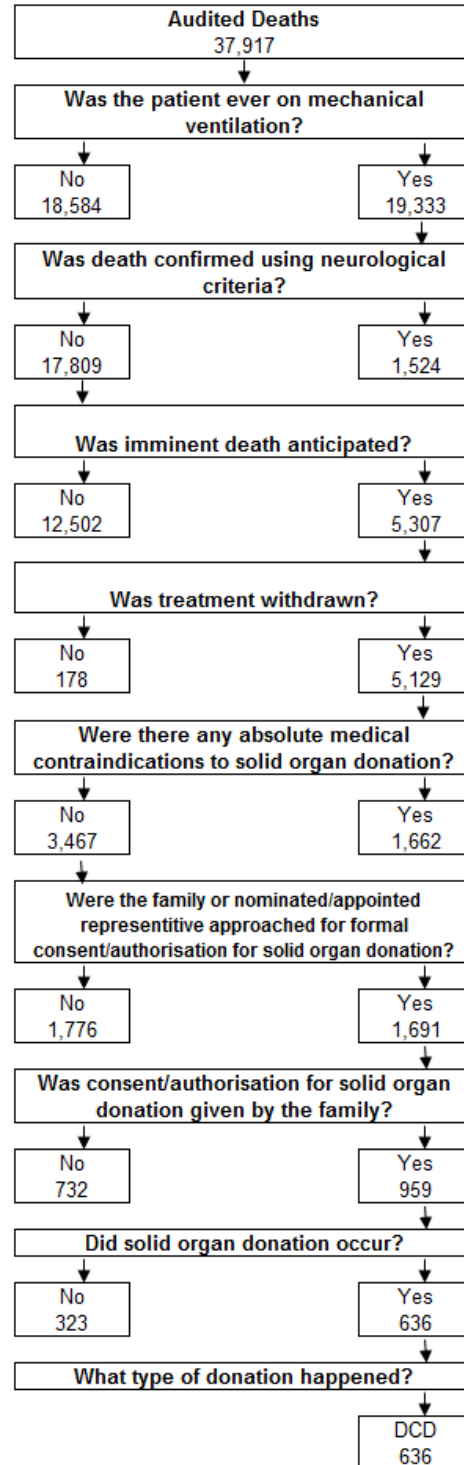 Audited Deaths
37,917
Was the patient ever on mechanical
ventilation?
No
18,584
Yes
19,333
Was death confirmed using neurological
criteria?
No
17,809
Yes
1,524
Was imminent death anticipated?
No
12,502
Yes
5,307
Was treatment withdrawn?
No
178
Yes
5,129
Were there any absolute medical
contraindications to solid organ donation?
No
3,467
Yes
1,662
Were the family or nominated/appointed
representitive approached for formal
consent/authorisation for solid organ donation?
No
1,776
Yes
1,691
Was consent/authorisation for solid organ
donation given by the family?
No
732
Yes
959
Did solid organ donation occur?
No
323
Yes
636
What type of donation happened?
DCD
636